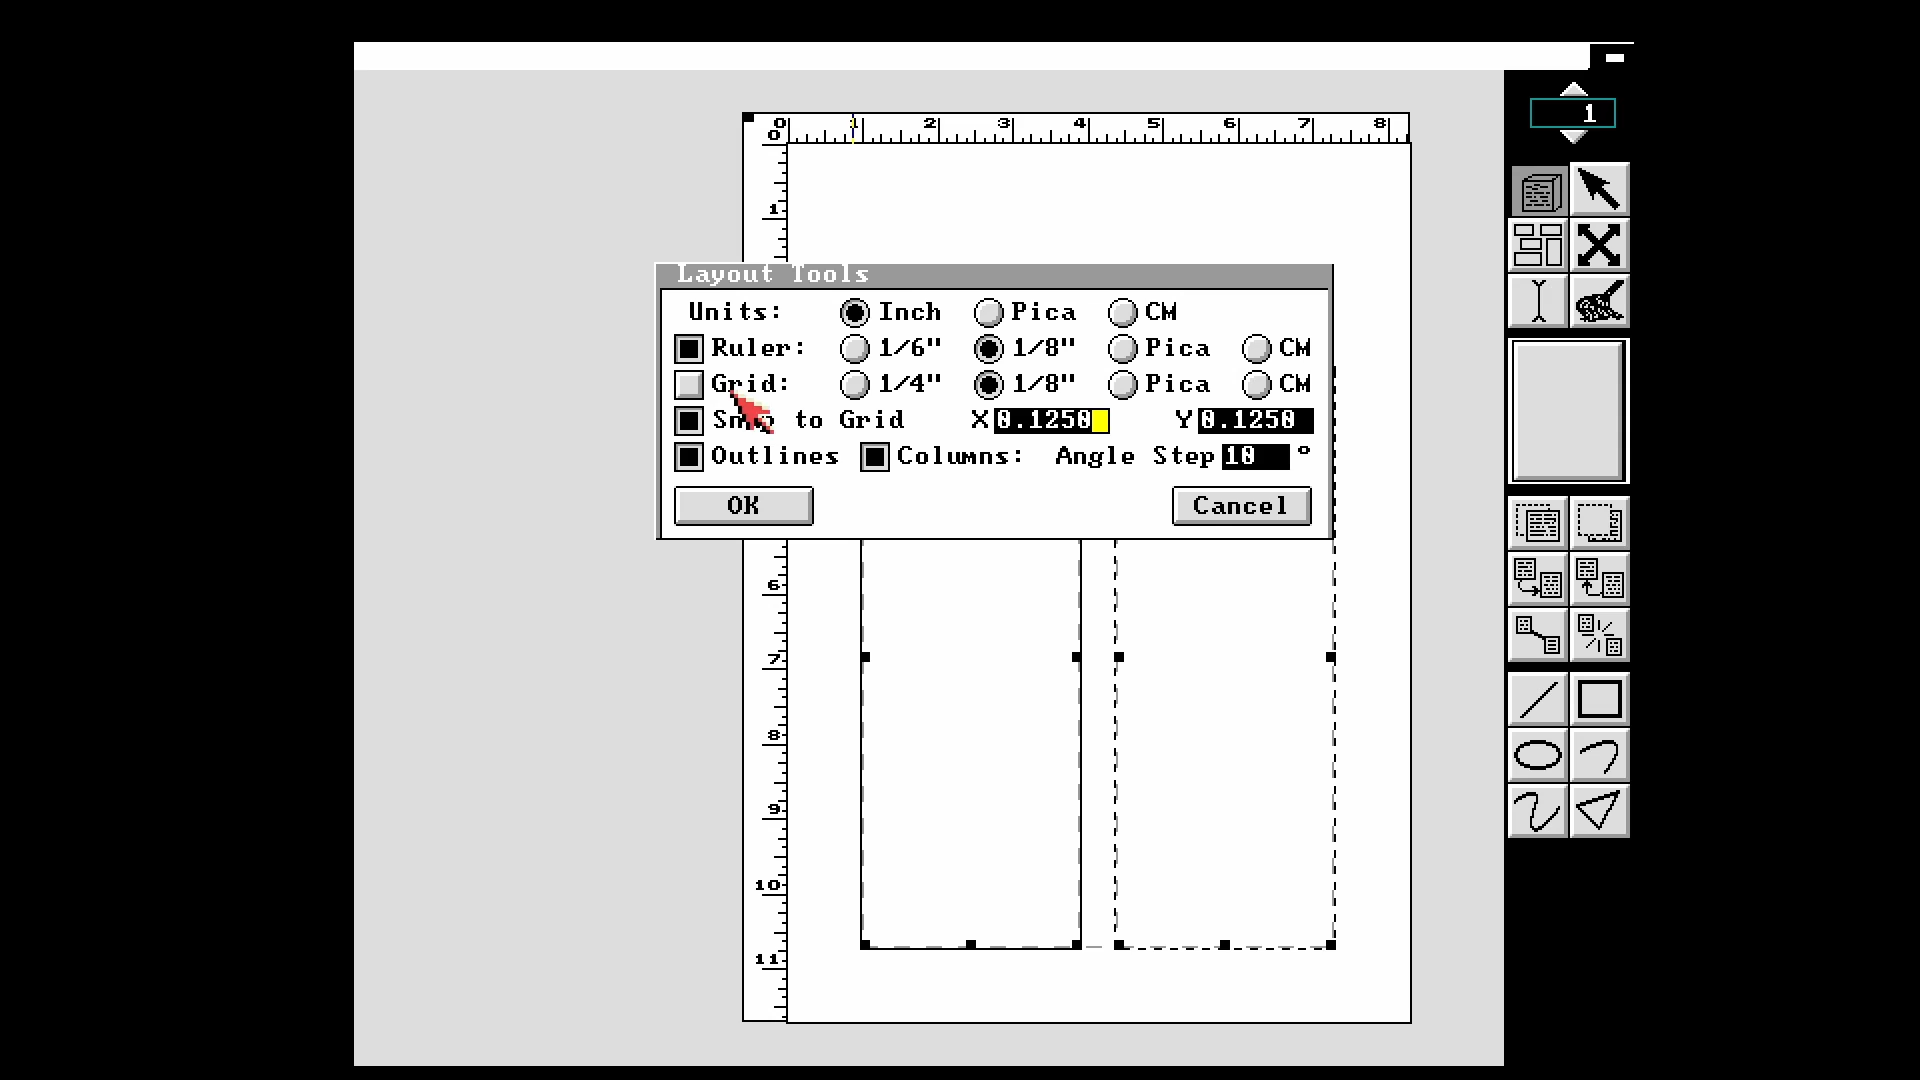 1
0 1 2 3 4 5 6 7 8
0
1
Layout Tools
Units: Inch Pica CM
Ruler: 1/6" 1/8" Pica CM
Grid: 1/4" 1/8" Pica CM
Snap to Grid X 0.1250 Y 0.1250
Outlines Columns: Angle Step 10 °
OK Cancel
6
7
8
9
10
11